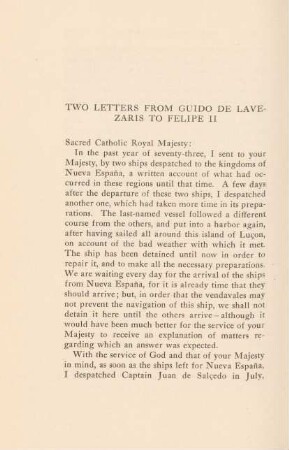 TWO LETTERS FROM GUIDO DE LAVE-
ZARIS TO FELIPE II
Sacred Catholic Royal Majesty:
In the past year of seventy-three, I sent to your
Majesty, by two ships despatched to the kingdoms of
Nueva España, a written account of what had oc-
curred in these regions until that time. A few days
after the departure of these two ships, I despatched
another one, which had taken more time in its prepa-
rations. The last-named vessel followed a different
course from the others, and put into a harbor again,
after having sailed all around this island of Luçon,
on account of the bad weather with which it met.
The ship has been detained until now in order to
repair it, and to make all the necessary preparations.
We are waiting every day for the arrival of the ships
from Nueva España, for it is already time that they
should arrive; but, in order that the vendavales may
not prevent the navigation of this ship, we shall not
detain it here until the others arrive–although it
would have been much better for the service of your
Majesty to receive an explanation of matters re-
garding which an answer was expected.
With the service of God and that of your Majesty
in mind, as soon as the ships left for Nueva España,
I despatched Captain Juan de Salçedo in July,